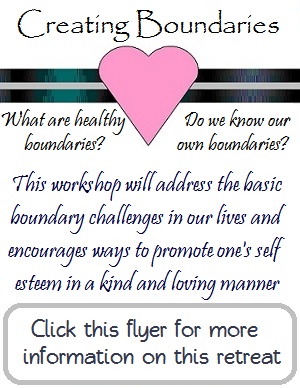 Creating Boundaries
What are healthy boundaries?
Do we know our own boundaries?
This workshop will address the basic
boundary challenges in our lives and
encourages ways to promote one's self
esteem in a kind and loving manner
Click this flyer for more
information on this retreat